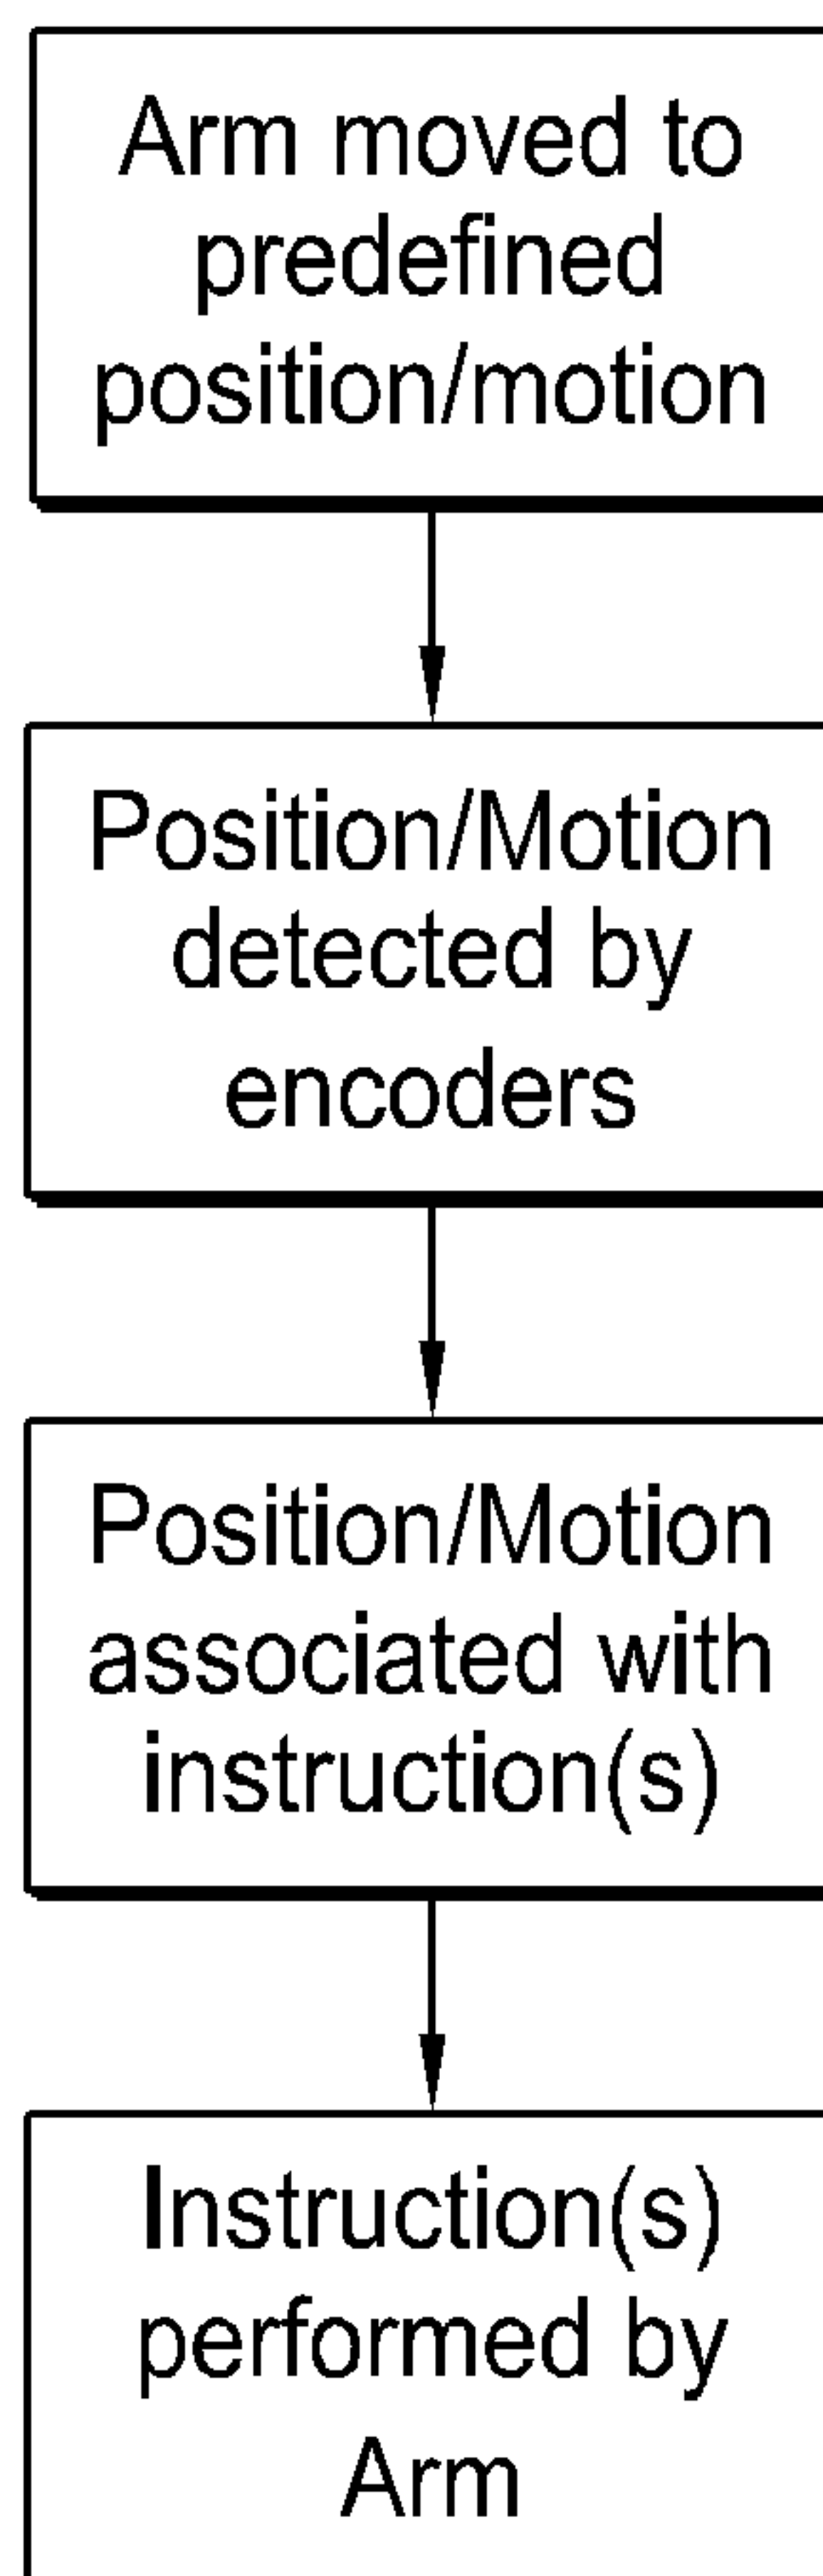 Arm moved to
predefined
position/motion
Position/Motion
detected by
encoders
Position/Motion
associated with
instruction(s)
Instruction(s)
performed by
Arm